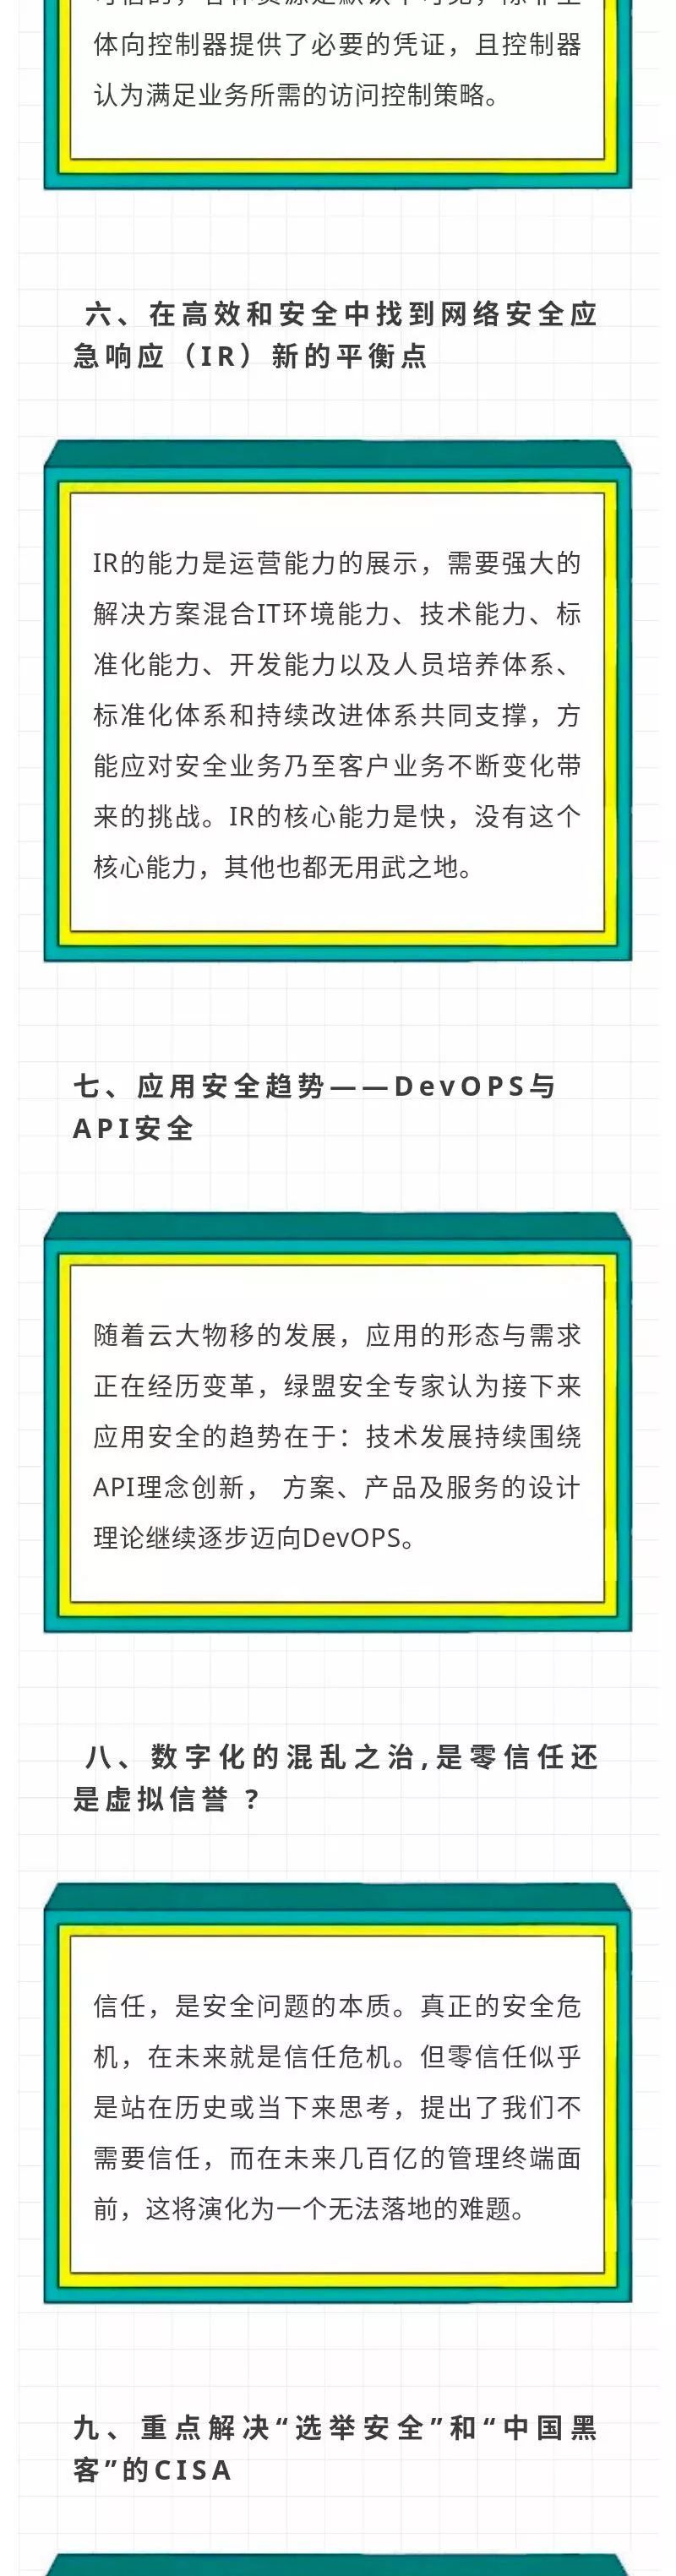 体向控制器提供了必要的凭证，且控制器
认为满足业务所需的访问控制策略。
六、在高效和安全中找到网络安全应
急响应（IR）新的平衡点
IR的能力是运营能力的展示，需要强大的
解决方案混合IT环境能力、技术能力、标
准化能力、开发能力以及人员培养体系、
标准化体系和持续改进体系共同支撑，方
能应对安全业务乃至客户业务不断变化带
来的挑战。IR的核心能力是快，没有这个
核心能力，其他也都无用武之地。
七、应用安全趋势——DevOPS与
API安全
随着云大物移的发展，应用的形态与需求
正在经历变革，绿盟安全专家认为接下来
应用安全的趋势在于：技术发展持续围绕
API理念创新， 方案、产品及服务的设计
理论继续逐步迈向DevOPS。
八、数字化的混乱之治,是零信任还
是虚拟信誉 ？
信任，是安全问题的本质。真正的安全危
机，在未来就是信任危机。但零信任似乎
是站在历史或当下来思考，提出了我们不
需要信任，而在未来几百亿的管理终端面
前，这将演化为一个无法落地的难题。
九、重点解决“选举安全”和“中国黑
客”的CISA